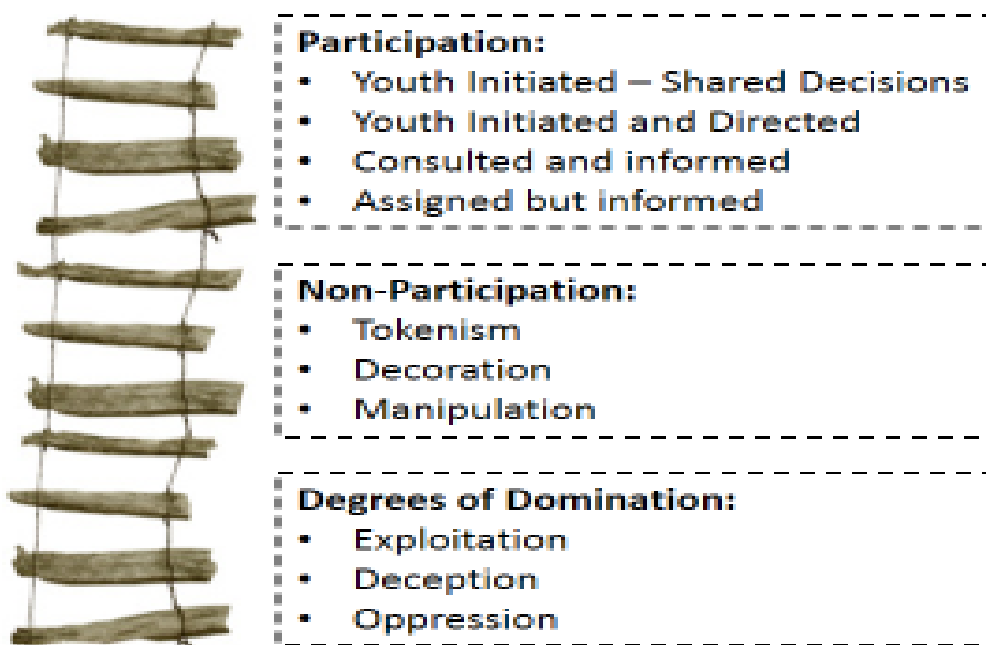 Participation:
• Youth Initiated – Shared Decisions
• Youth Initiated and Directed
• Consulted and informed
• Assigned but informed
Non-Participation:
• Tokenism
• Decoration
• Manipulation
Degrees of Domination:
• Exploitation
• Deception
• Oppression